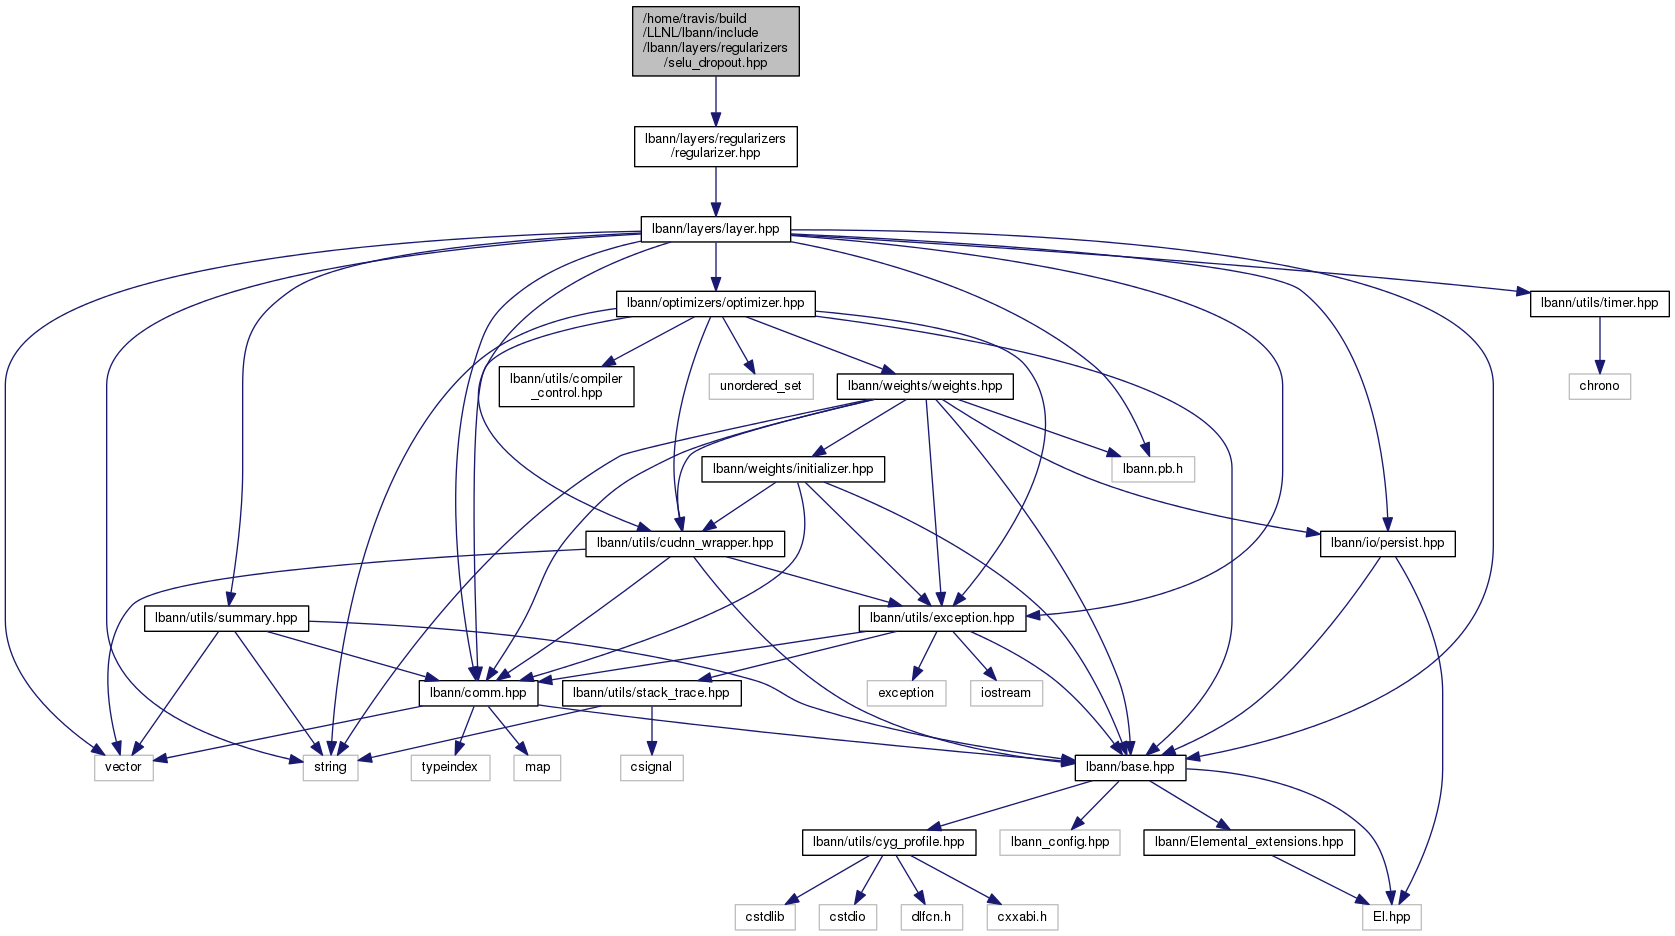 /home/travis/build
/LLNL/lbann/include
/lbann/layers/regularizers
/selu_dropout.hpp
lbann/layers/regularizers
/regularizer.hpp
lbann/layers/layer.hpp
lbann/optimizers/optimizer.hpp
lbann/utils/timer.hpp
lbann/utils/compiler
_control.hpp
unordered_set
lbann/weights/weights.hpp
chrono
lbann/weights/initializer.hpp
lbann.pb.h
lbann/utils/cudnn_wrapper.hpp
lbann/io/persist.hpp
lbann/utils/summary.hpp
lbann/utils/exception.hpp
lbann/comm.hpp
lbann/utils/stack_trace.hpp
exception
iostream
vector
string
typeindex
map
csignal
lbann/base.hpp
lbann/utils/cyg_profile.hpp
lbann_config.hpp
lbann/Elemental_extensions.hpp
cstdlib
cstdio
dlfcn.h
cxxabi.h
El.hpp